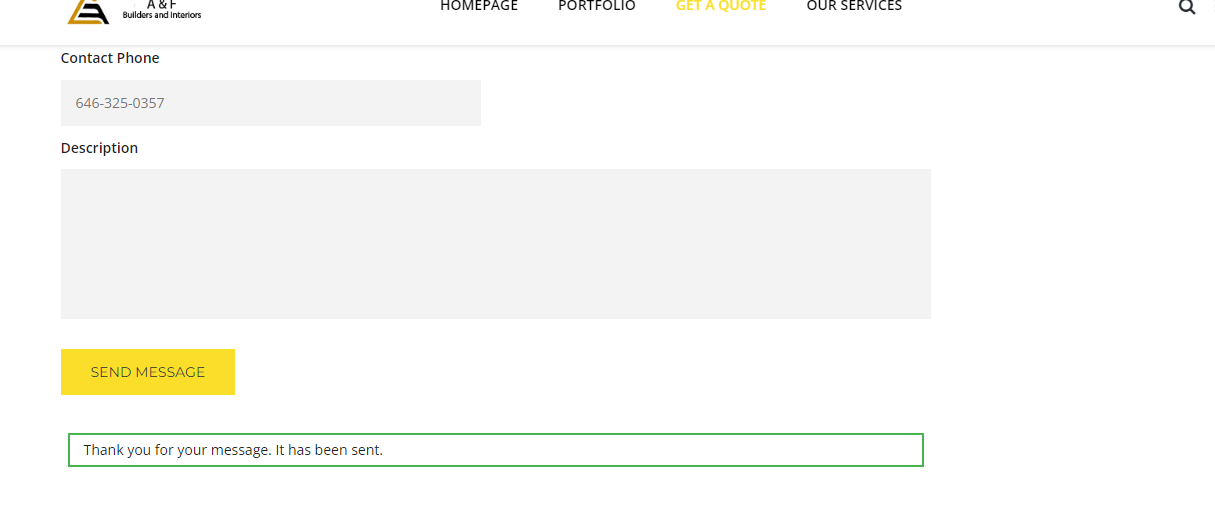 A & F
Builders and Interiors
HOMEPAGE PORTFOLIO GET A QUOTE OUR SERVICES
Contact Phone
646-325-0357
Description
SEND MESSAGE
Thank you for your message. It has been sent.